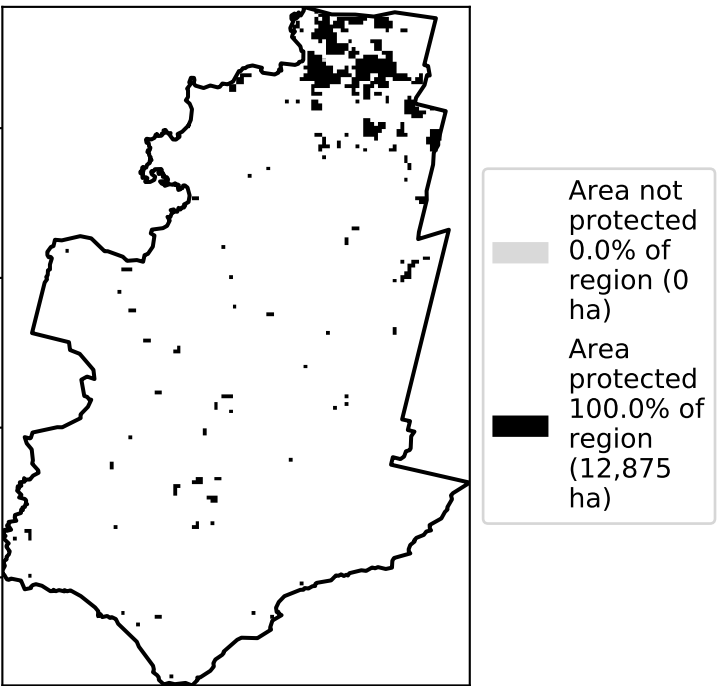 Area not
protected
0.0% of
region (0
ha)
Area
protected
100.0% of
region
(12,875
ha)